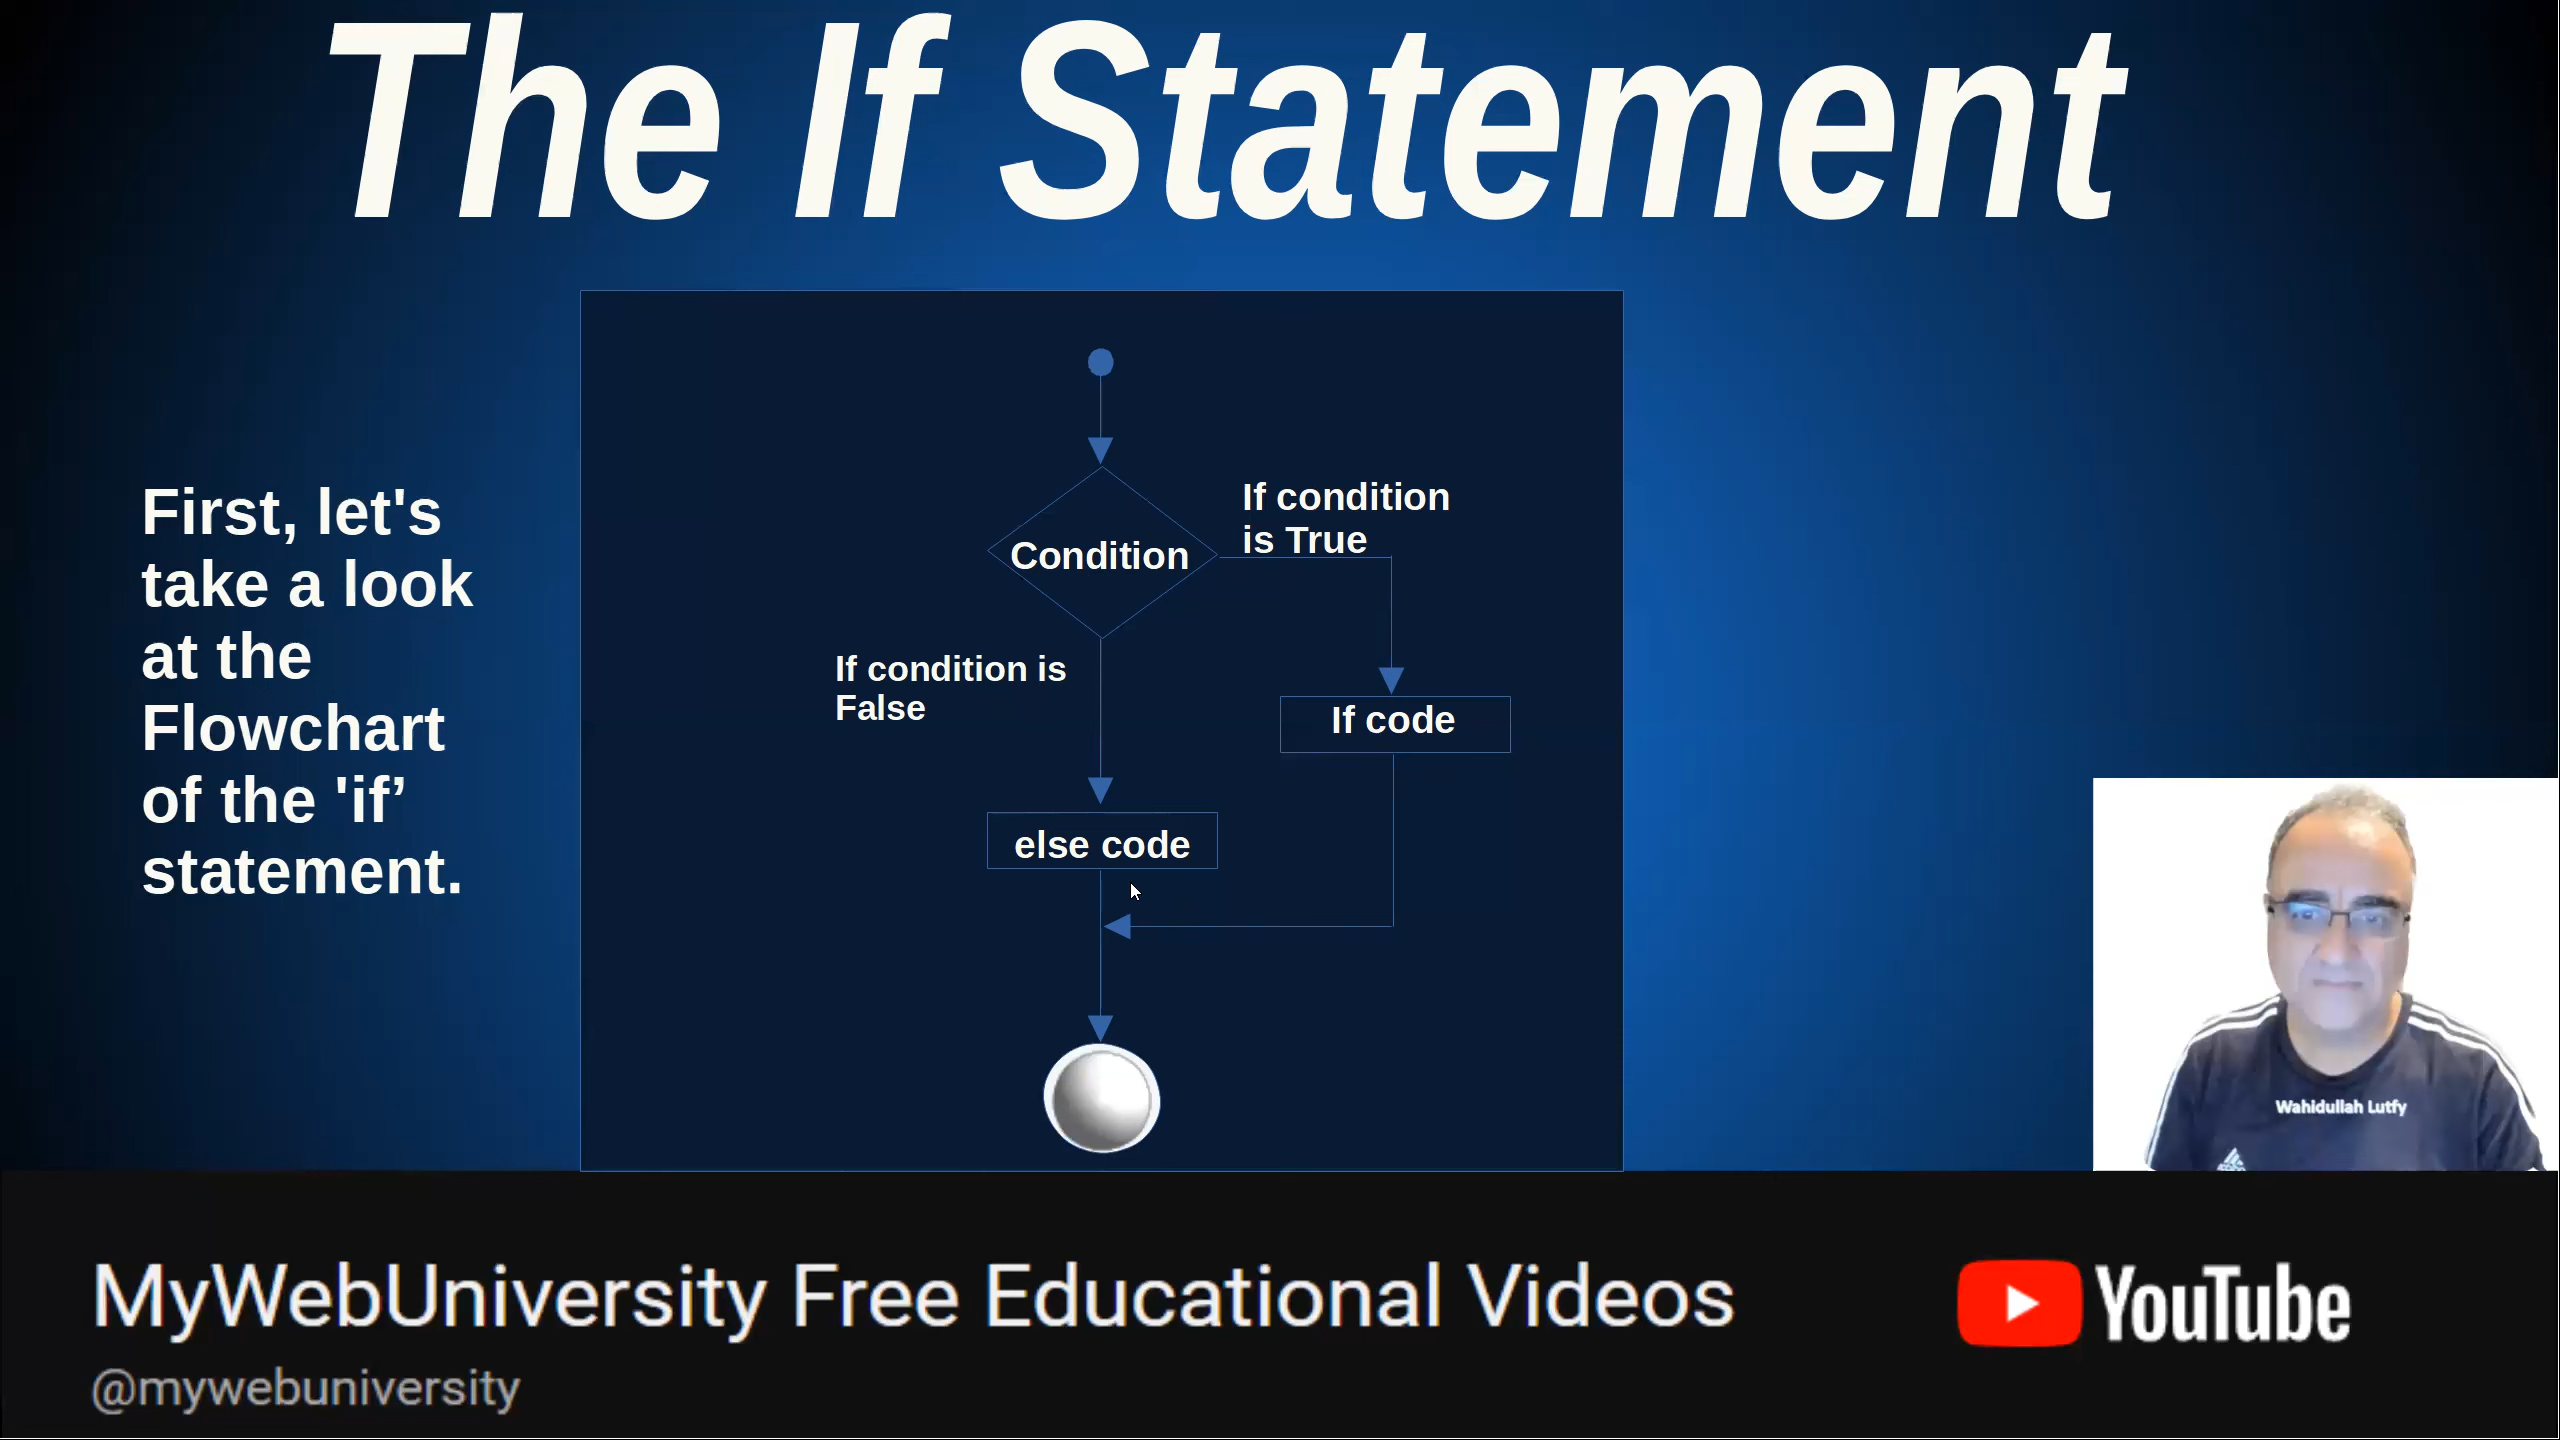 The If Statement
First, let's
take a look
at the
Flowchart
of the 'if’
statement.
If condition
is True
Condition
If condition is
False
If code
else code
Wahidullah Lutfy
MyWebUniversity Free Educational Videos
YouTube
@mywebuniversity